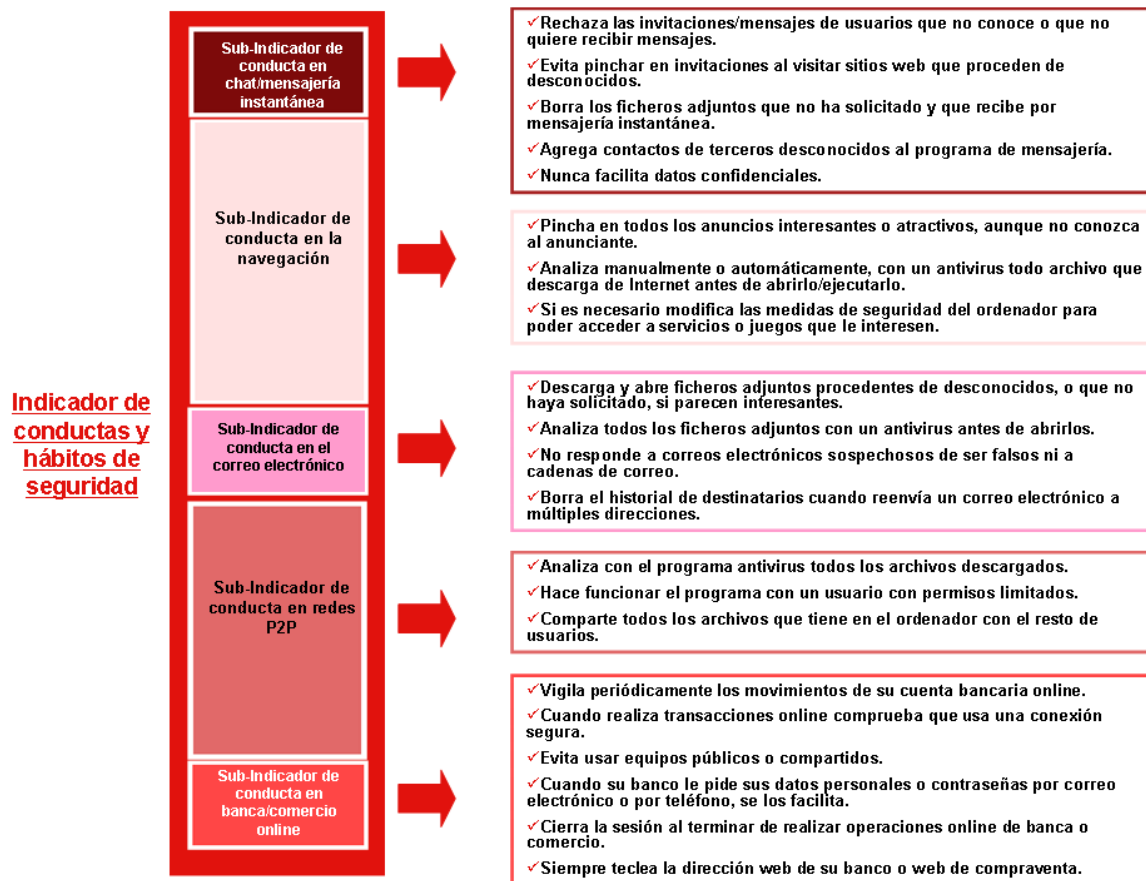 Indicador de
conductas y
hábitos de
seguridad
Sub-Indicador de
conducta en
chat/mensajería
instantánea
✓Rechaza las invitaciones/mensajes de usuarios que no conoce o que no
quiere recibir mensajes.
✓Evita pinchar en invitaciones al visitar sitios web que proceden de
desconocidos.
✓Borra los ficheros adjuntos que no ha solicitado y que recibe por
mensajería instantánea.
✓Agrega contactos de terceros desconocidos al programa de mensajería.
✓Nunca facilita datos confidenciales.
Sub-Indicador de
conducta en la
navegación
✓Pincha en todos los anuncios interesantes o atractivos, aunque no conozca
al anunciante.
✓Analiza manualmente o automáticamente, con un antivirus todo archivo que
descarga de Internet antes de abrirlo/ejecutarlo.
✓Si es necesario modifica las medidas de seguridad del ordenador para
poder acceder a servicios o juegos que le interesen.
Sub-Indicador de
conducta en el
correo electrónico
✓Descarga y abre ficheros adjuntos procedentes de desconocidos, o que no
haya solicitado, si parecen interesantes.
✓Analiza todos los ficheros adjuntos con un antivirus antes de abrirlos.
✓No responde a correos electrónicos sospechosos de ser falsos ni a
cadenas de correo.
✓Borra el historial de destinatarios cuando reenvía un correo electrónico a
múltiples direcciones.
Sub-Indicador de
conducta en redes
P2P
✓Analiza con el programa antivirus todos los archivos descargados.
✓Hace funcionar el programa con un usuario con permisos limitados.
✓Comparte todos los archivos que tiene en el ordenador con el resto de
usuarios.
Sub-Indicador de
conducta en
banca/comercio
online
✓Vigila periódicamente los movimientos de su cuenta bancaria online.
✓Cuando realiza transacciones online comprueba que usa una conexión
segura.
✓Evita usar equipos públicos o compartidos.
✓Cuando su banco le pide sus datos personales o contraseñas por correo
electrónico o por teléfono, se los facilita.
✓Cierra la sesión al terminar de realizar operaciones online de banca o
comercio.
✓Siempre teclea la dirección web de su banco o web de compraventa.